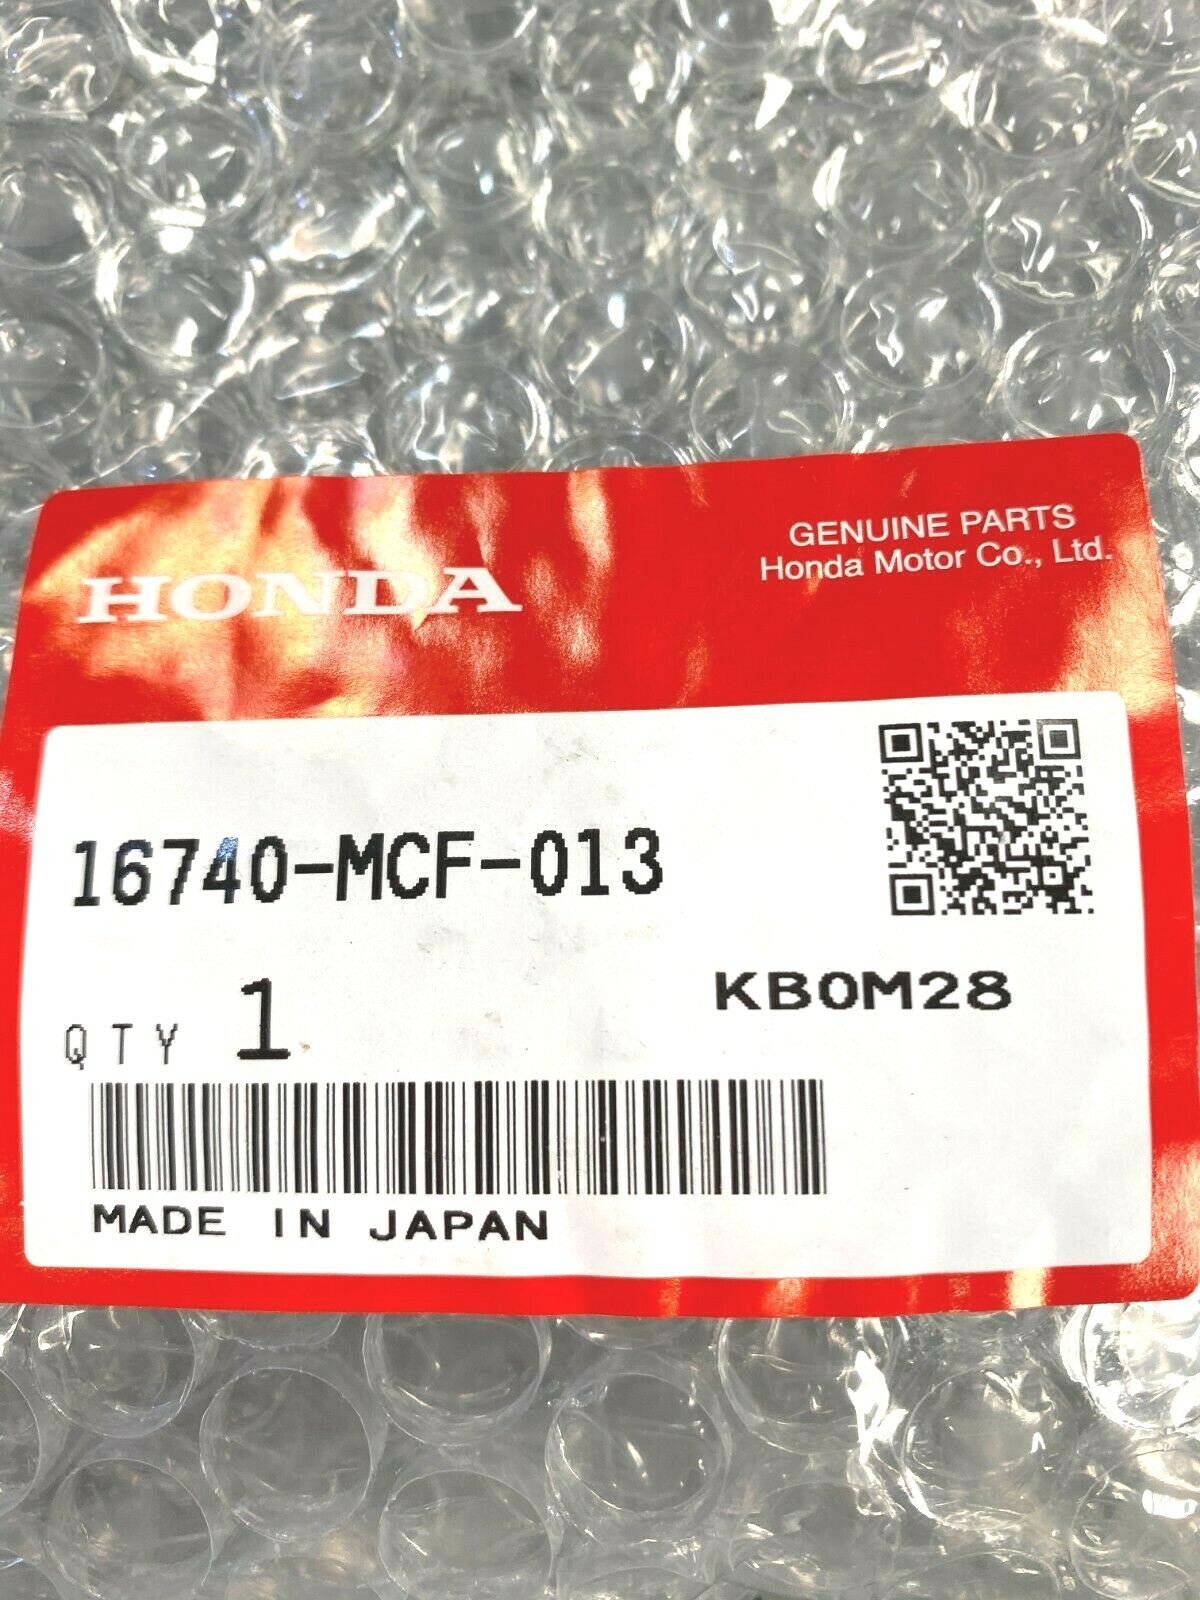 HONDA
GENUINE PARTS
Honda Motor Co., Ltd.
16740-MCF-013
QTY 1
KB0M28
MADE IN JAPAN